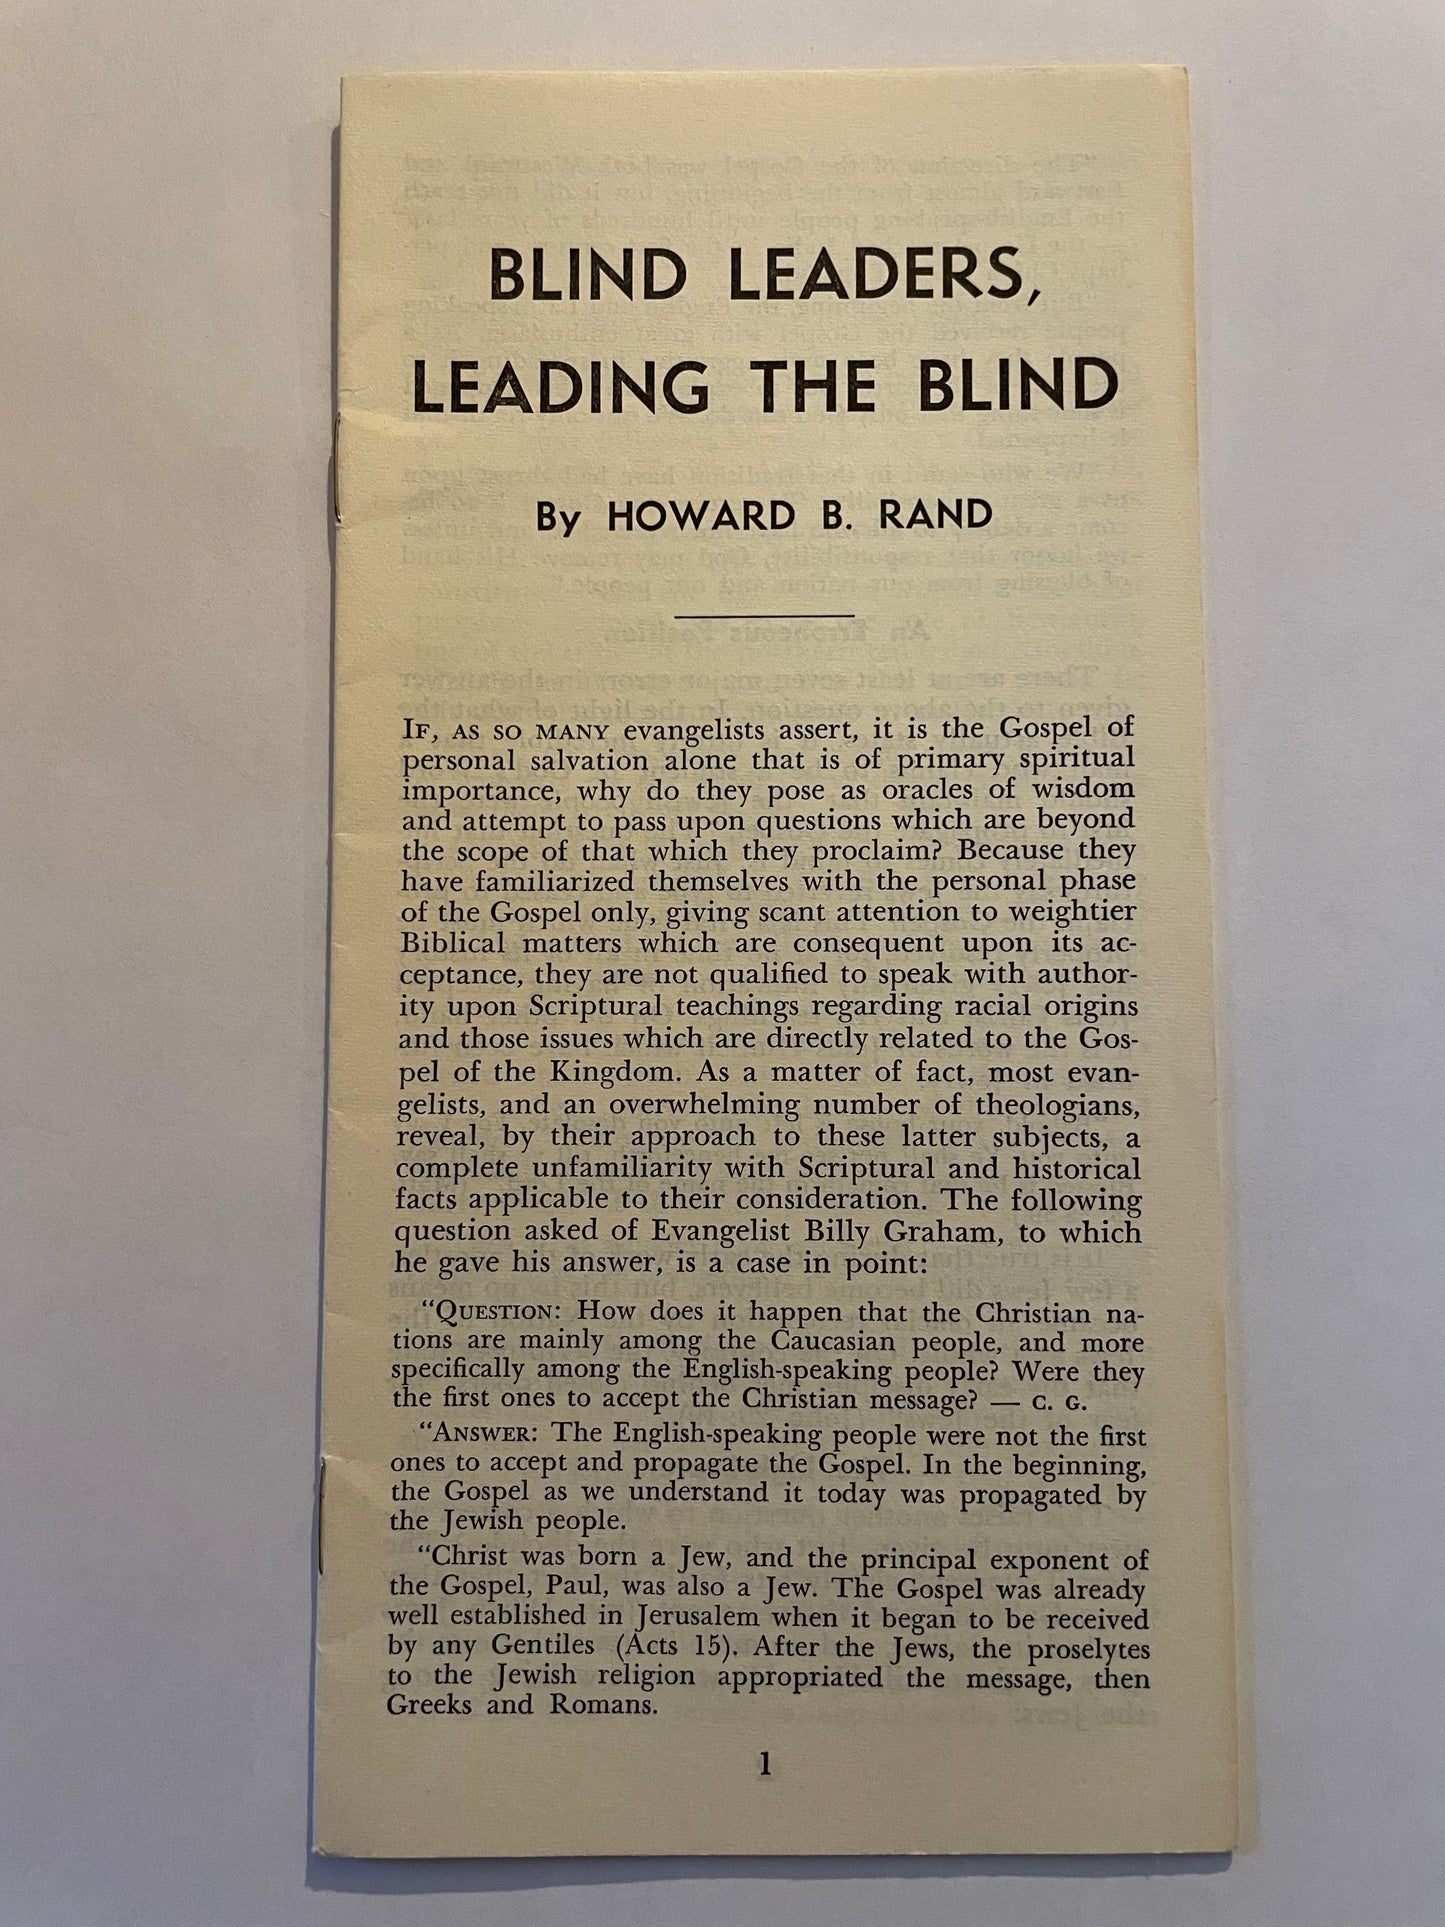 BLIND LEADERS,
LEADING THE BLIND
By HOWARD B. RAND
IF, AS SO MANY evangelists assert, it is the Gospel of
personal salvation alone that is of primary spiritual
importance, why do they pose as oracles of wisdom
and attempt to pass upon questions which are beyond
the scope of that which they proclaim? Because they
have familiarized themselves with the personal phase
of the Gospel only, giving scant attention to weightier
Biblical matters which are consequent upon its ac-
ceptance, they are not qualified to speak with author-
ity upon Scriptural teachings regarding racial origins
and those issues which are directly related to the Gos-
pel of the Kingdom. As a matter of fact, most evan-
gelists, and an overwhelming number of theologians,
reveal, by their approach to these latter subjects, a
complete unfamiliarity with Scriptural and historical
facts applicable to their consideration. The following
question asked of Evangelist Billy Graham, to which
he gave his answer, is a case in point:
"QUESTION: How does it happen that the Christian na-
tions are mainly among the Caucasian people, and more
specifically among the English-speaking people? Were they
the first ones to accept the Christian message? — C. G.
"ANSWER: The English-speaking people were not the first
ones to accept and propagate the Gospel. In the beginning,
the Gospel as we understand it today was propagated by
the Jewish people.
"Christ was born a Jew, and the principal exponent of
the Gospel, Paul, was also a Jew. The Gospel was already
well established in Jerusalem when it began to be received
by any Gentiles (Acts 15). After the Jews, the proselytes
to the Jewish religion appropriated the message, then
Greeks and Romans.
1